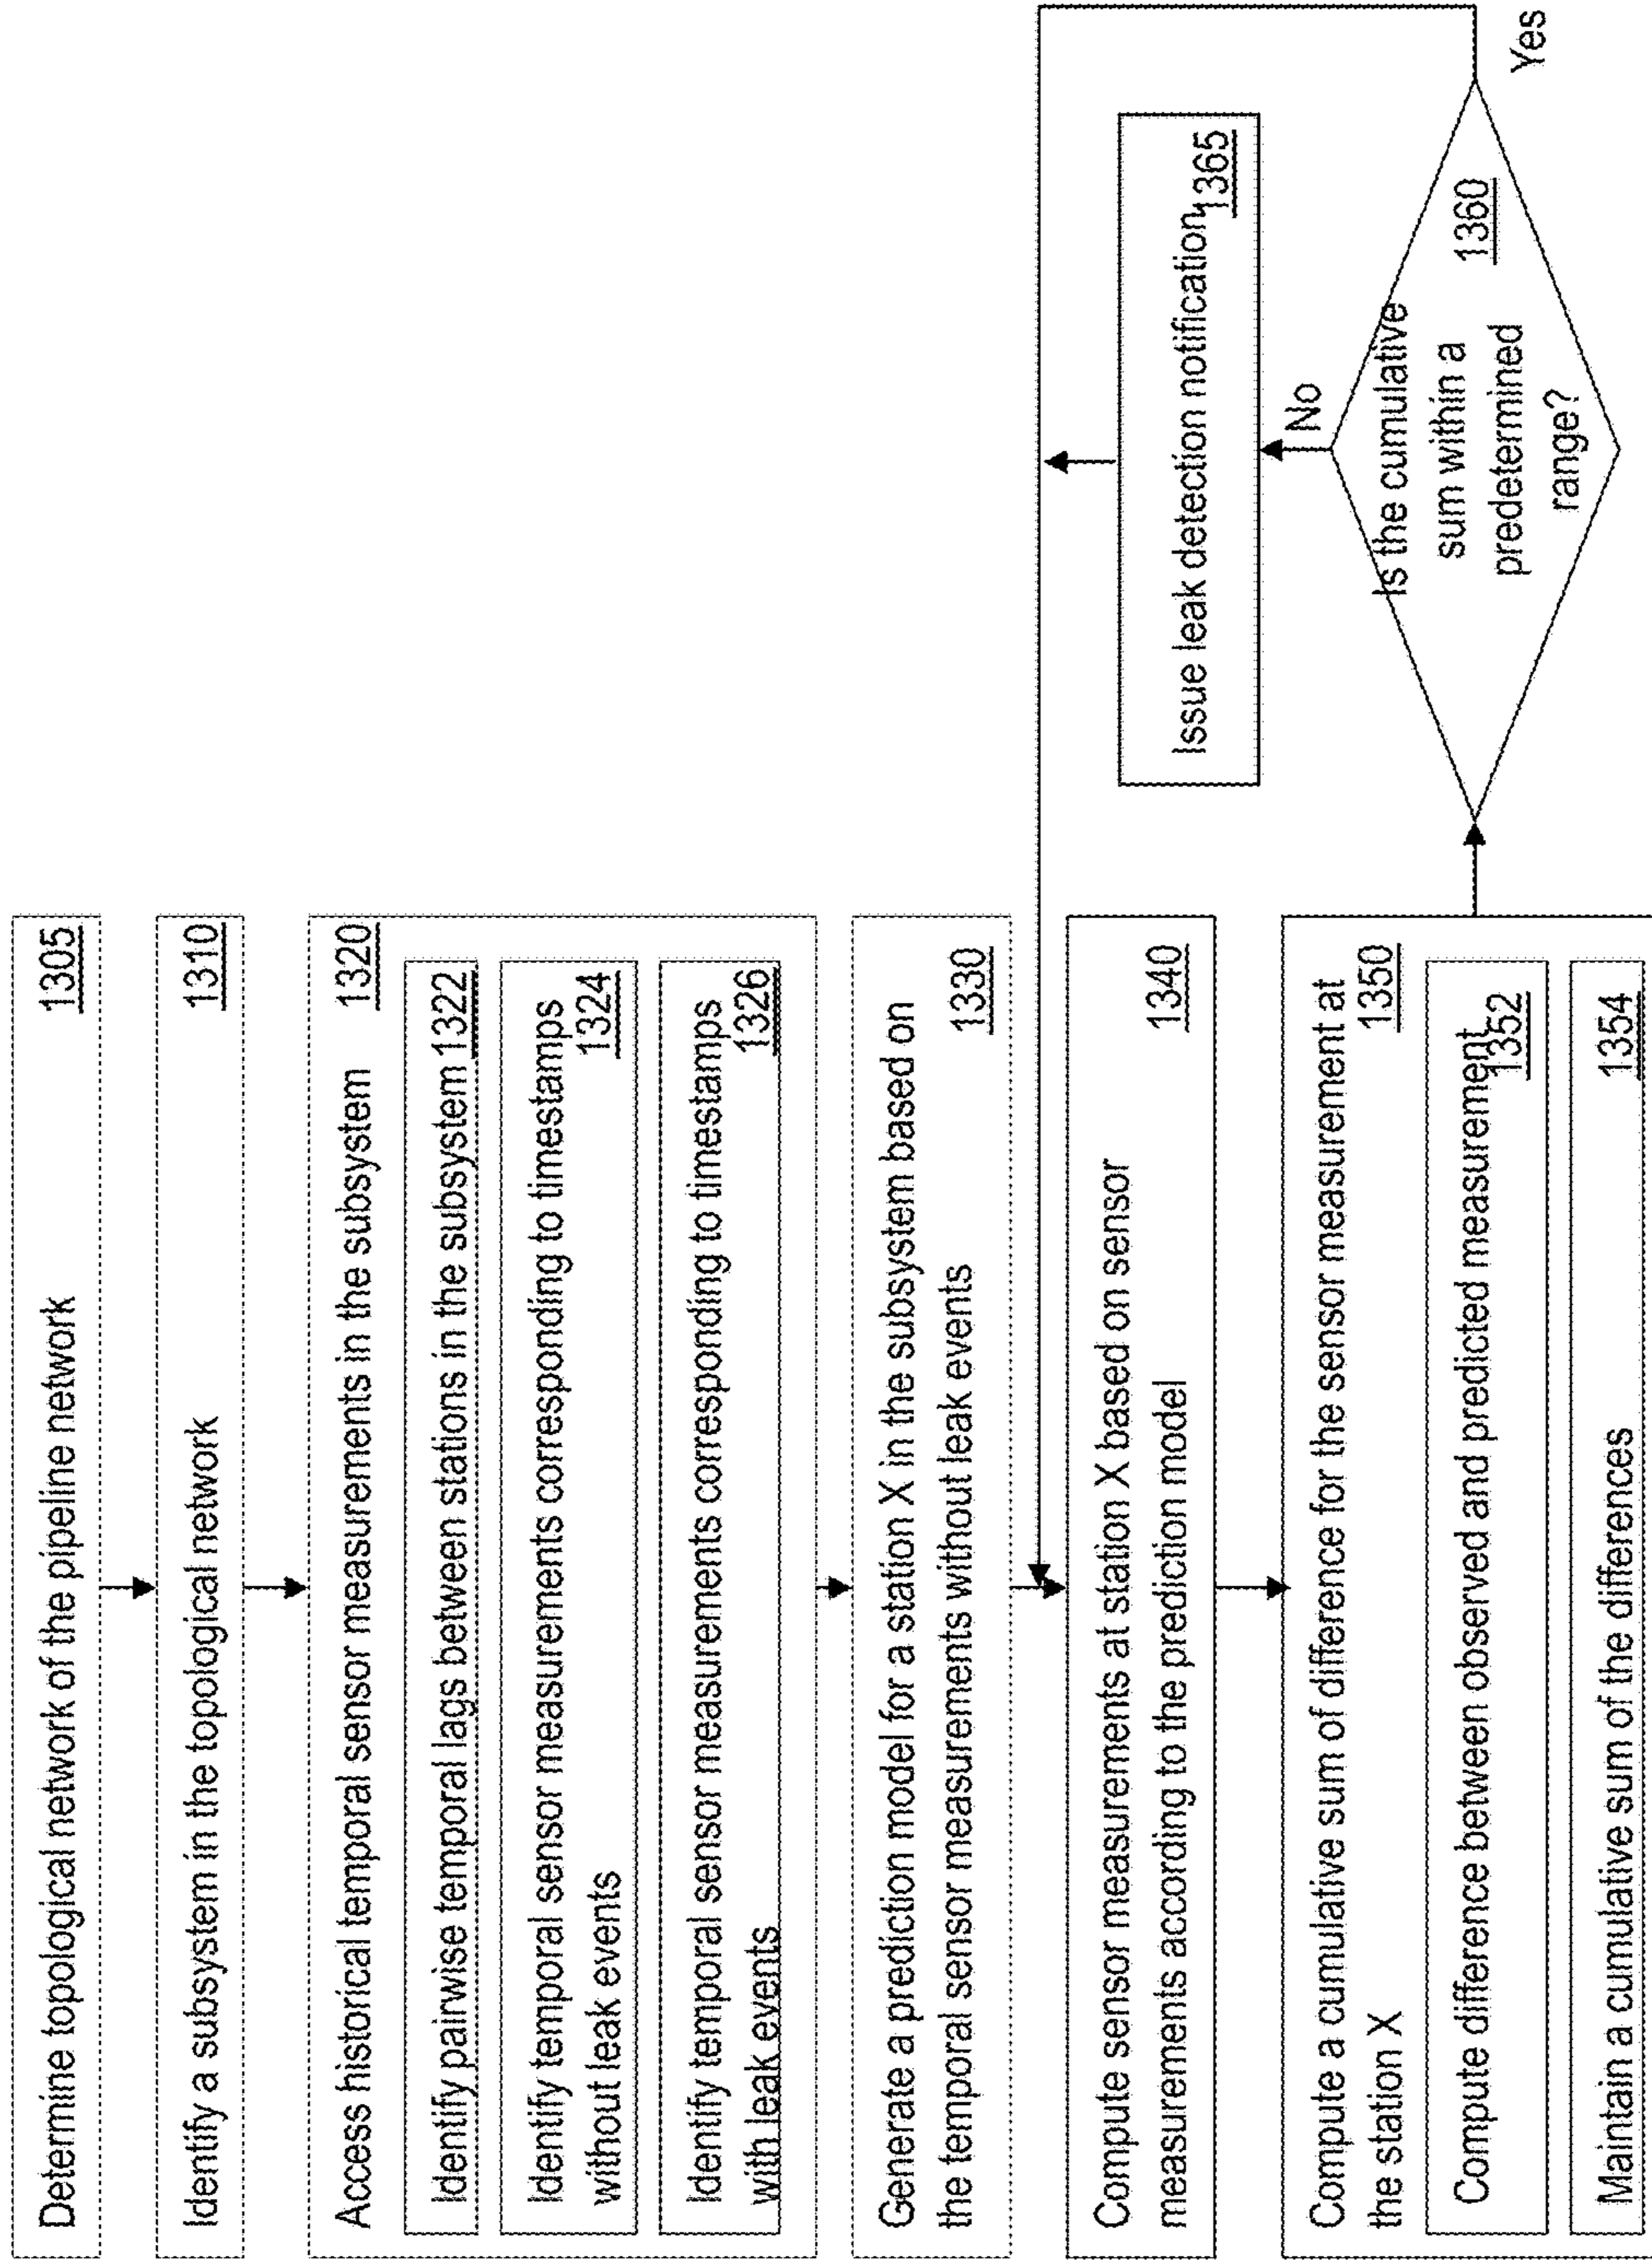 Determine topological network of the pipeline network 1305
Identify a subsystem in the topological network 1310
Access historical temporal sensor measurements in the subsystem 1320
Identify pairwise temporal lags between stations in the subsystem 1322
Identify temporal sensor measurements corresponding to timestamps
without leak events 1324
Identify temporal sensor measurements corresponding to timestamps
with leak events 1326
Generate a prediction model for a station X in the subsystem based on
the temporal sensor measurements without leak events 1330
Compute sensor measurements at station X based on sensor
measurements according to the prediction model 1340
Compute a cumulative sum of difference for the sensor measurement at
the station X 1350
Compute difference between observed and predicted measurement
1352
Maintain a cumulative sum of the differences 1354
Issue leak detection notification
1365
No
Is the cumulative
sum within a 1360
predetermined
range?
Yes